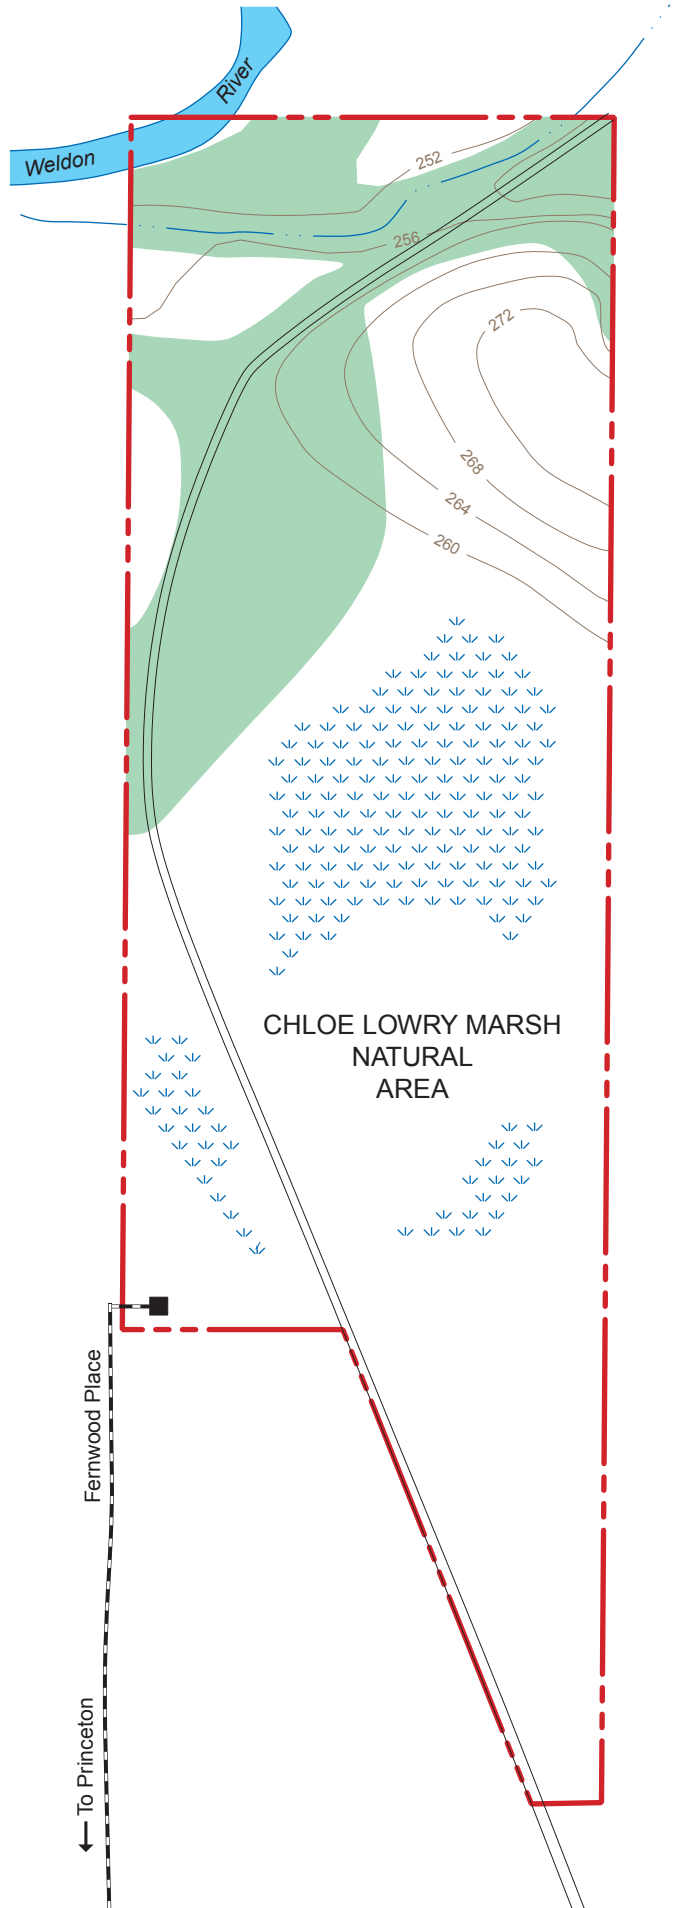 River
Weldon
252
256
272
268
264
260
CHLOE LOWRY MARSH
NATURAL
AREA
Fernwood Place
To Princeton